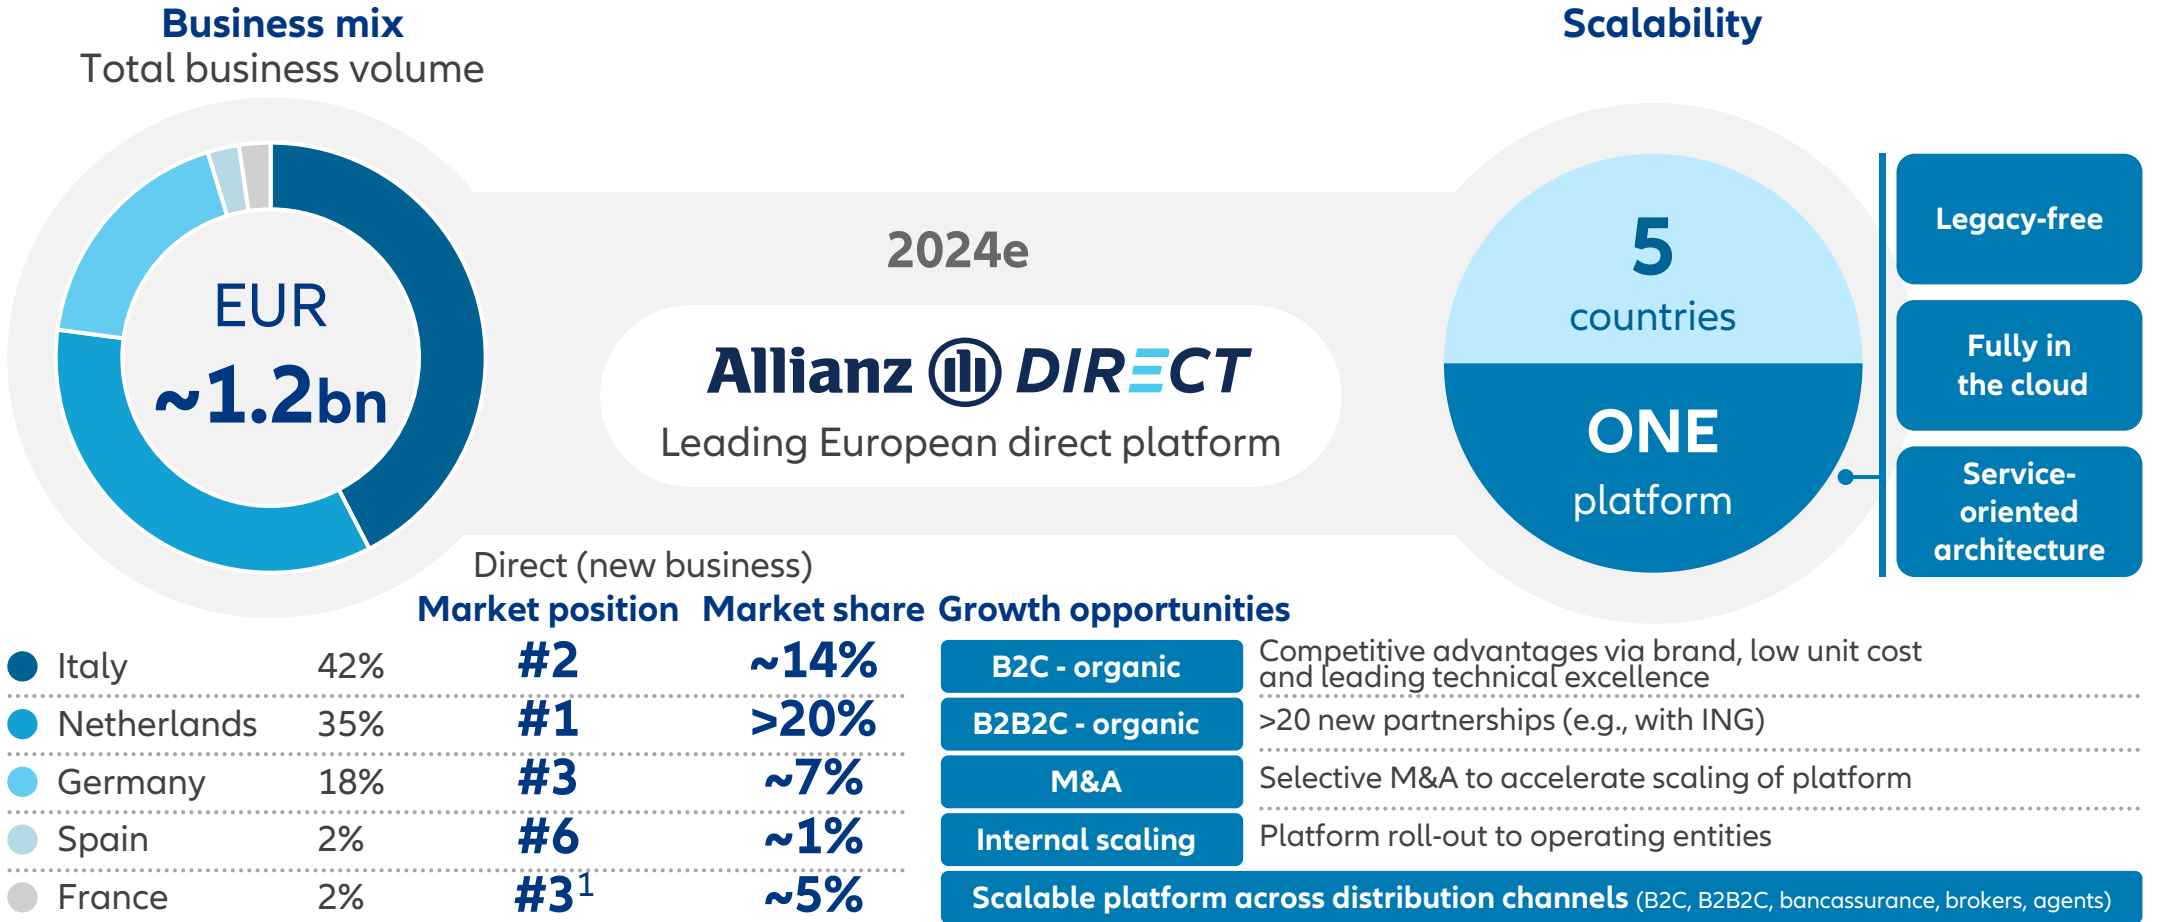 Business mix
Total business volume
EUR
~1.2bn
2024e
Allianz DIRECT
Leading European direct platform
Scalability
5
countries
ONE
platform
Legacy-free
Fully in
the cloud
Service-
oriented
architecture
Direct (new business)
Market position Market share Growth opportunities
Italy 42% #2 ~14%
Netherlands 35% #1 >20%
Germany 18% #3 ~7%
Spain 2% #6 ~1%
France 2% #3¹ ~5%
B2C - organic
Competitive advantages via brand, low unit cost
and leading technical excellence
B2B2C - organic >20 new partnerships (e.g., with ING)
M&A Selective M&A to accelerate scaling of platform
Internal scaling Platform roll-out to operating entities
Scalable platform across distribution channels (B2C, B2B2C, bancassurance, brokers, agents)